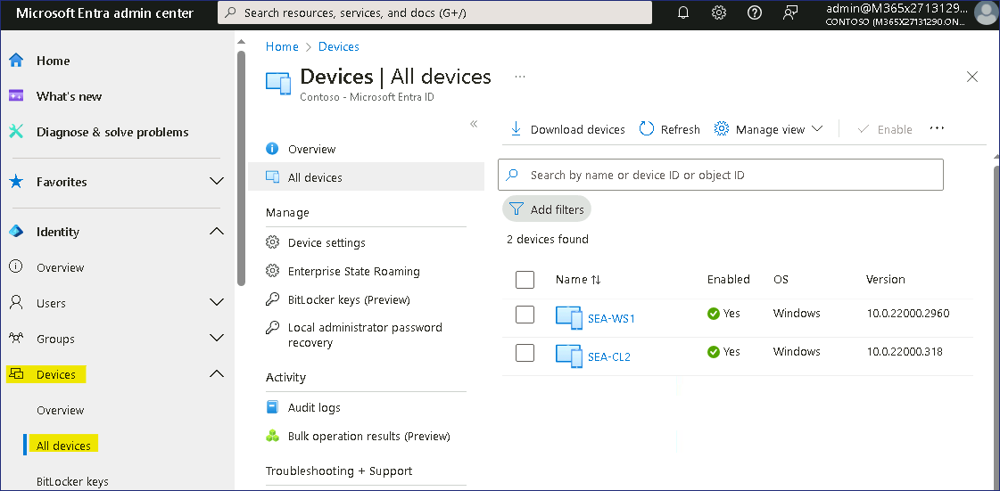 Microsoft Entra admin center
Search resources, services, and docs (G+/)
admin@M365x2713129...
CONTOSO (M365X27131290.ON...
Home
What's new
Diagnose & solve problems
Favorites
Identity
Overview
Users
Groups
Devices
Overview
All devices
BitLocker keys
Home > Devices
Devices | All devices ...
Contoso - Microsoft Entra ID
«
Overview
All devices
Manage
Device settings
Enterprise State Roaming
BitLocker keys (Preview)
Local administrator password
recovery
Activity
Audit logs
Bulk operation results (Preview)
Troubleshooting + Support
Download devices Refresh Manage view Enable ...
Search by name or device ID or object ID
Add filters
2 devices found
Name ↑↓ Enabled OS Version
SEA-WS1 Yes Windows 10.0.22000.2960
SEA-CL2 Yes Windows 10.0.22000.318